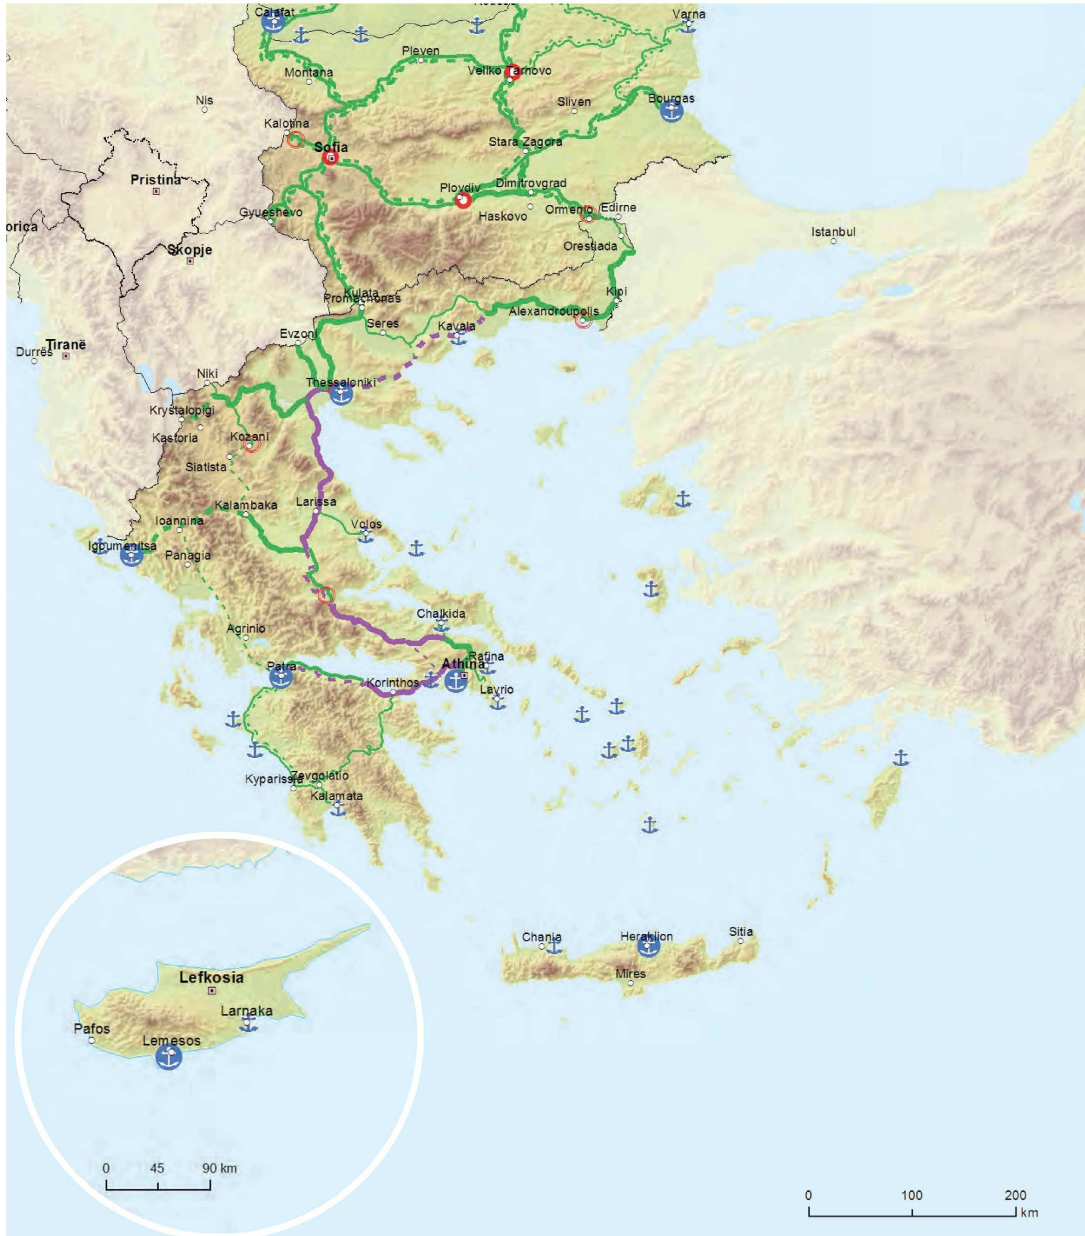 Calafat
Varna
Pleven
Montana
Veliko Tarnovo
Nis
Sliven
Bourgas
Kalotina
Sofia
Stara Zagora
Pristina
Plovdiv
Dimitrovgrad
Gyueshevo
Haskovo
Ormenio
Edirne
orica
Istanbul
Skopje
Orestiada
Kulata
Promachonas
Kipi
Alexandroupolis
Seres
Kavala
Evzoni
Tiranë
Durrës
Niki
Thessaloniki
Krystalopigi
Kastoria
Kozani
Siatista
Kalambaka
Larissa
Ioannina
Volos
Igoumenitsa
Panagia
Chalkida
Agrinio
Rafina
Patra
Athina
Korinthos
Lavrio
Kyparissia
Zevgolatio
Kalamata
Chania
Heraklion
Sitia
Mires
Lefkosia
Larnaka
Pafos
Lemesos
0 45 90 km
0 100 200
km